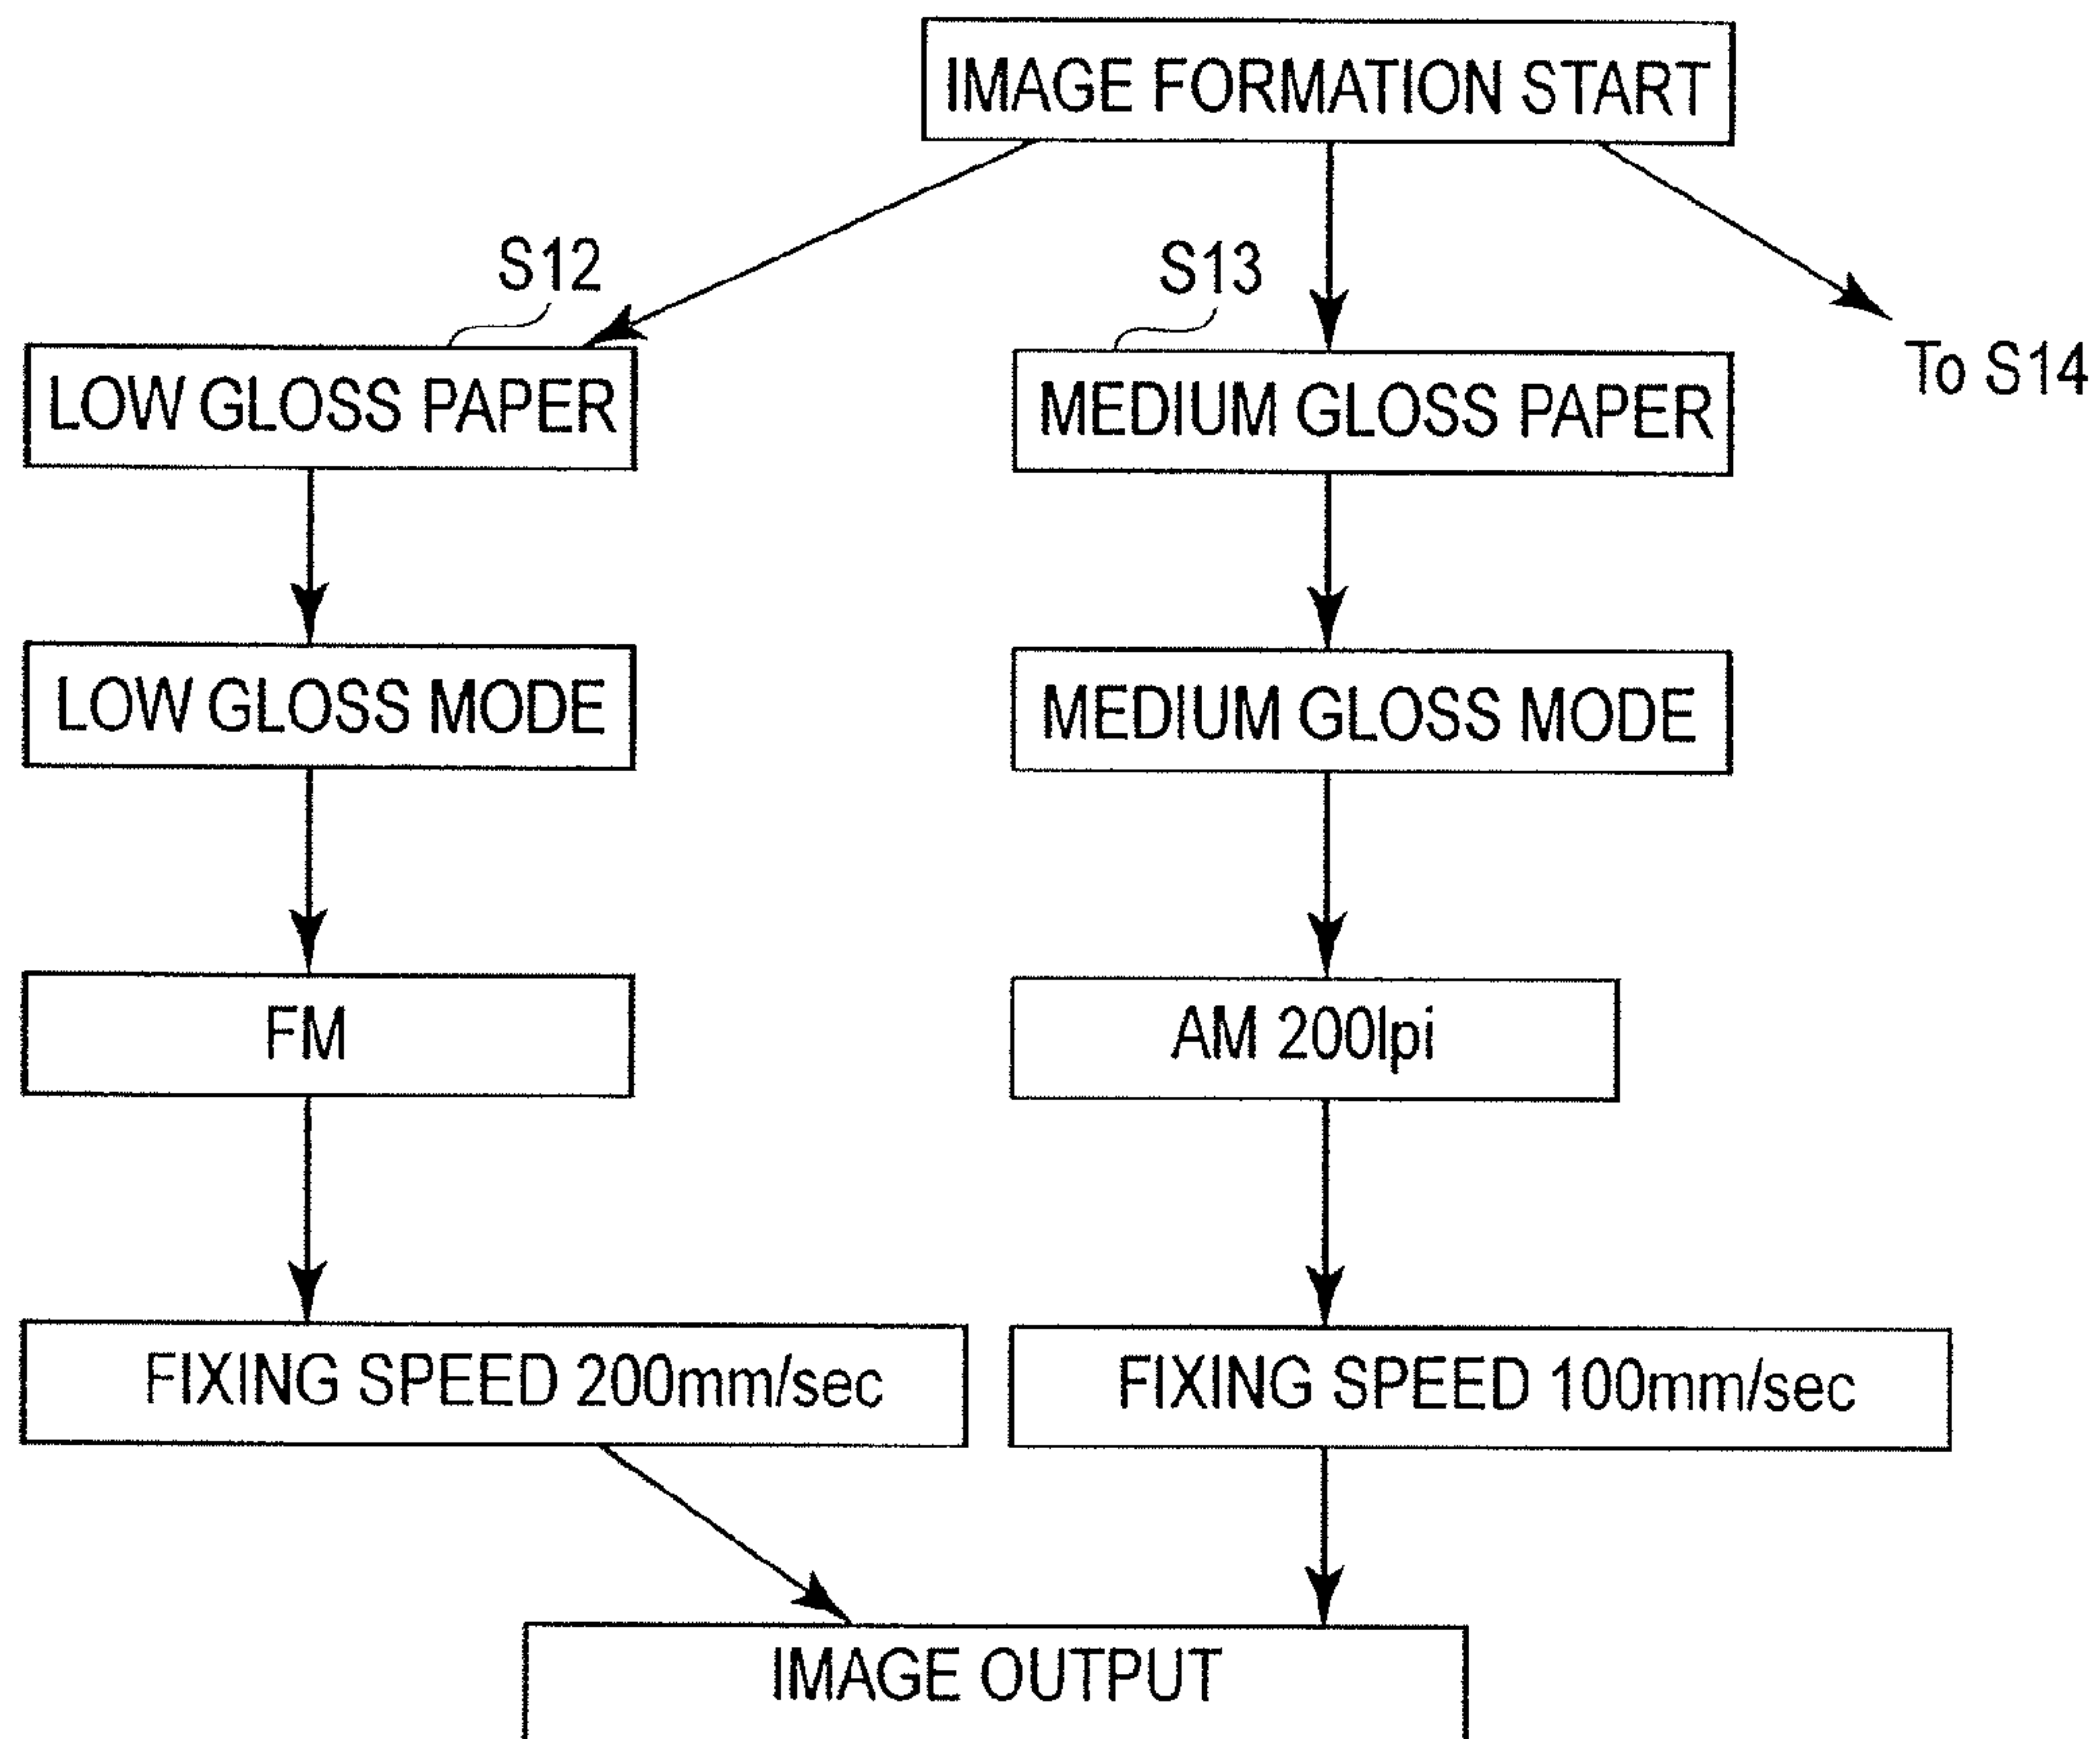 IMAGE FORMATION START
S12
S13
To S14
LOW GLOSS PAPER
MEDIUM GLOSS PAPER
LOW GLOSS MODE
MEDIUM GLOSS MODE
FM
AM 200lpi
FIXING SPEED 200mm/sec
FIXING SPEED 100mm/sec
IMAGE OUTPUT